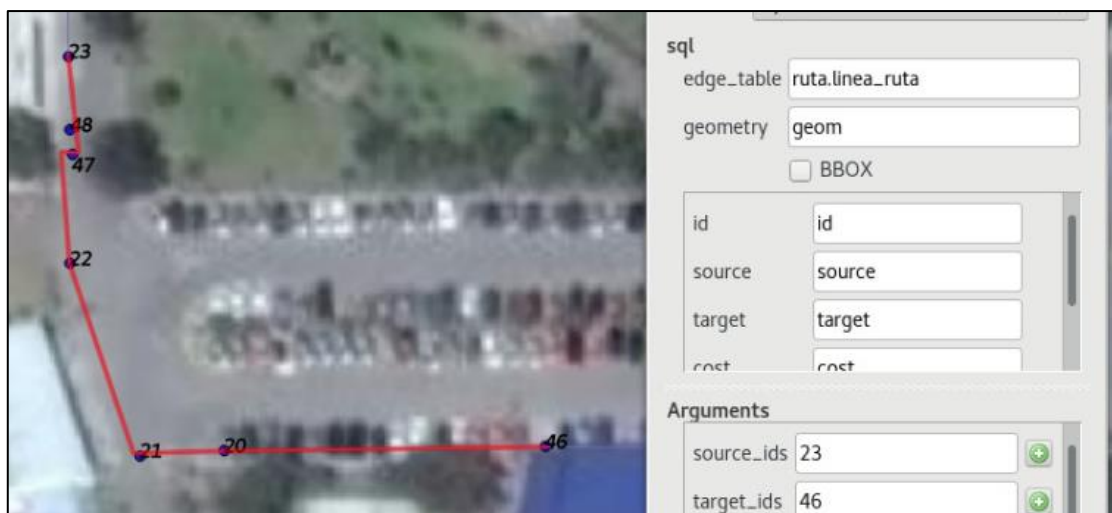 23
48
47
22
21
20
46
sql
edge_table ruta.linea_ruta
geometry geom
BBOX
id id
source source
target target
cost cost
Arguments
source_ids 23
target_ids 46